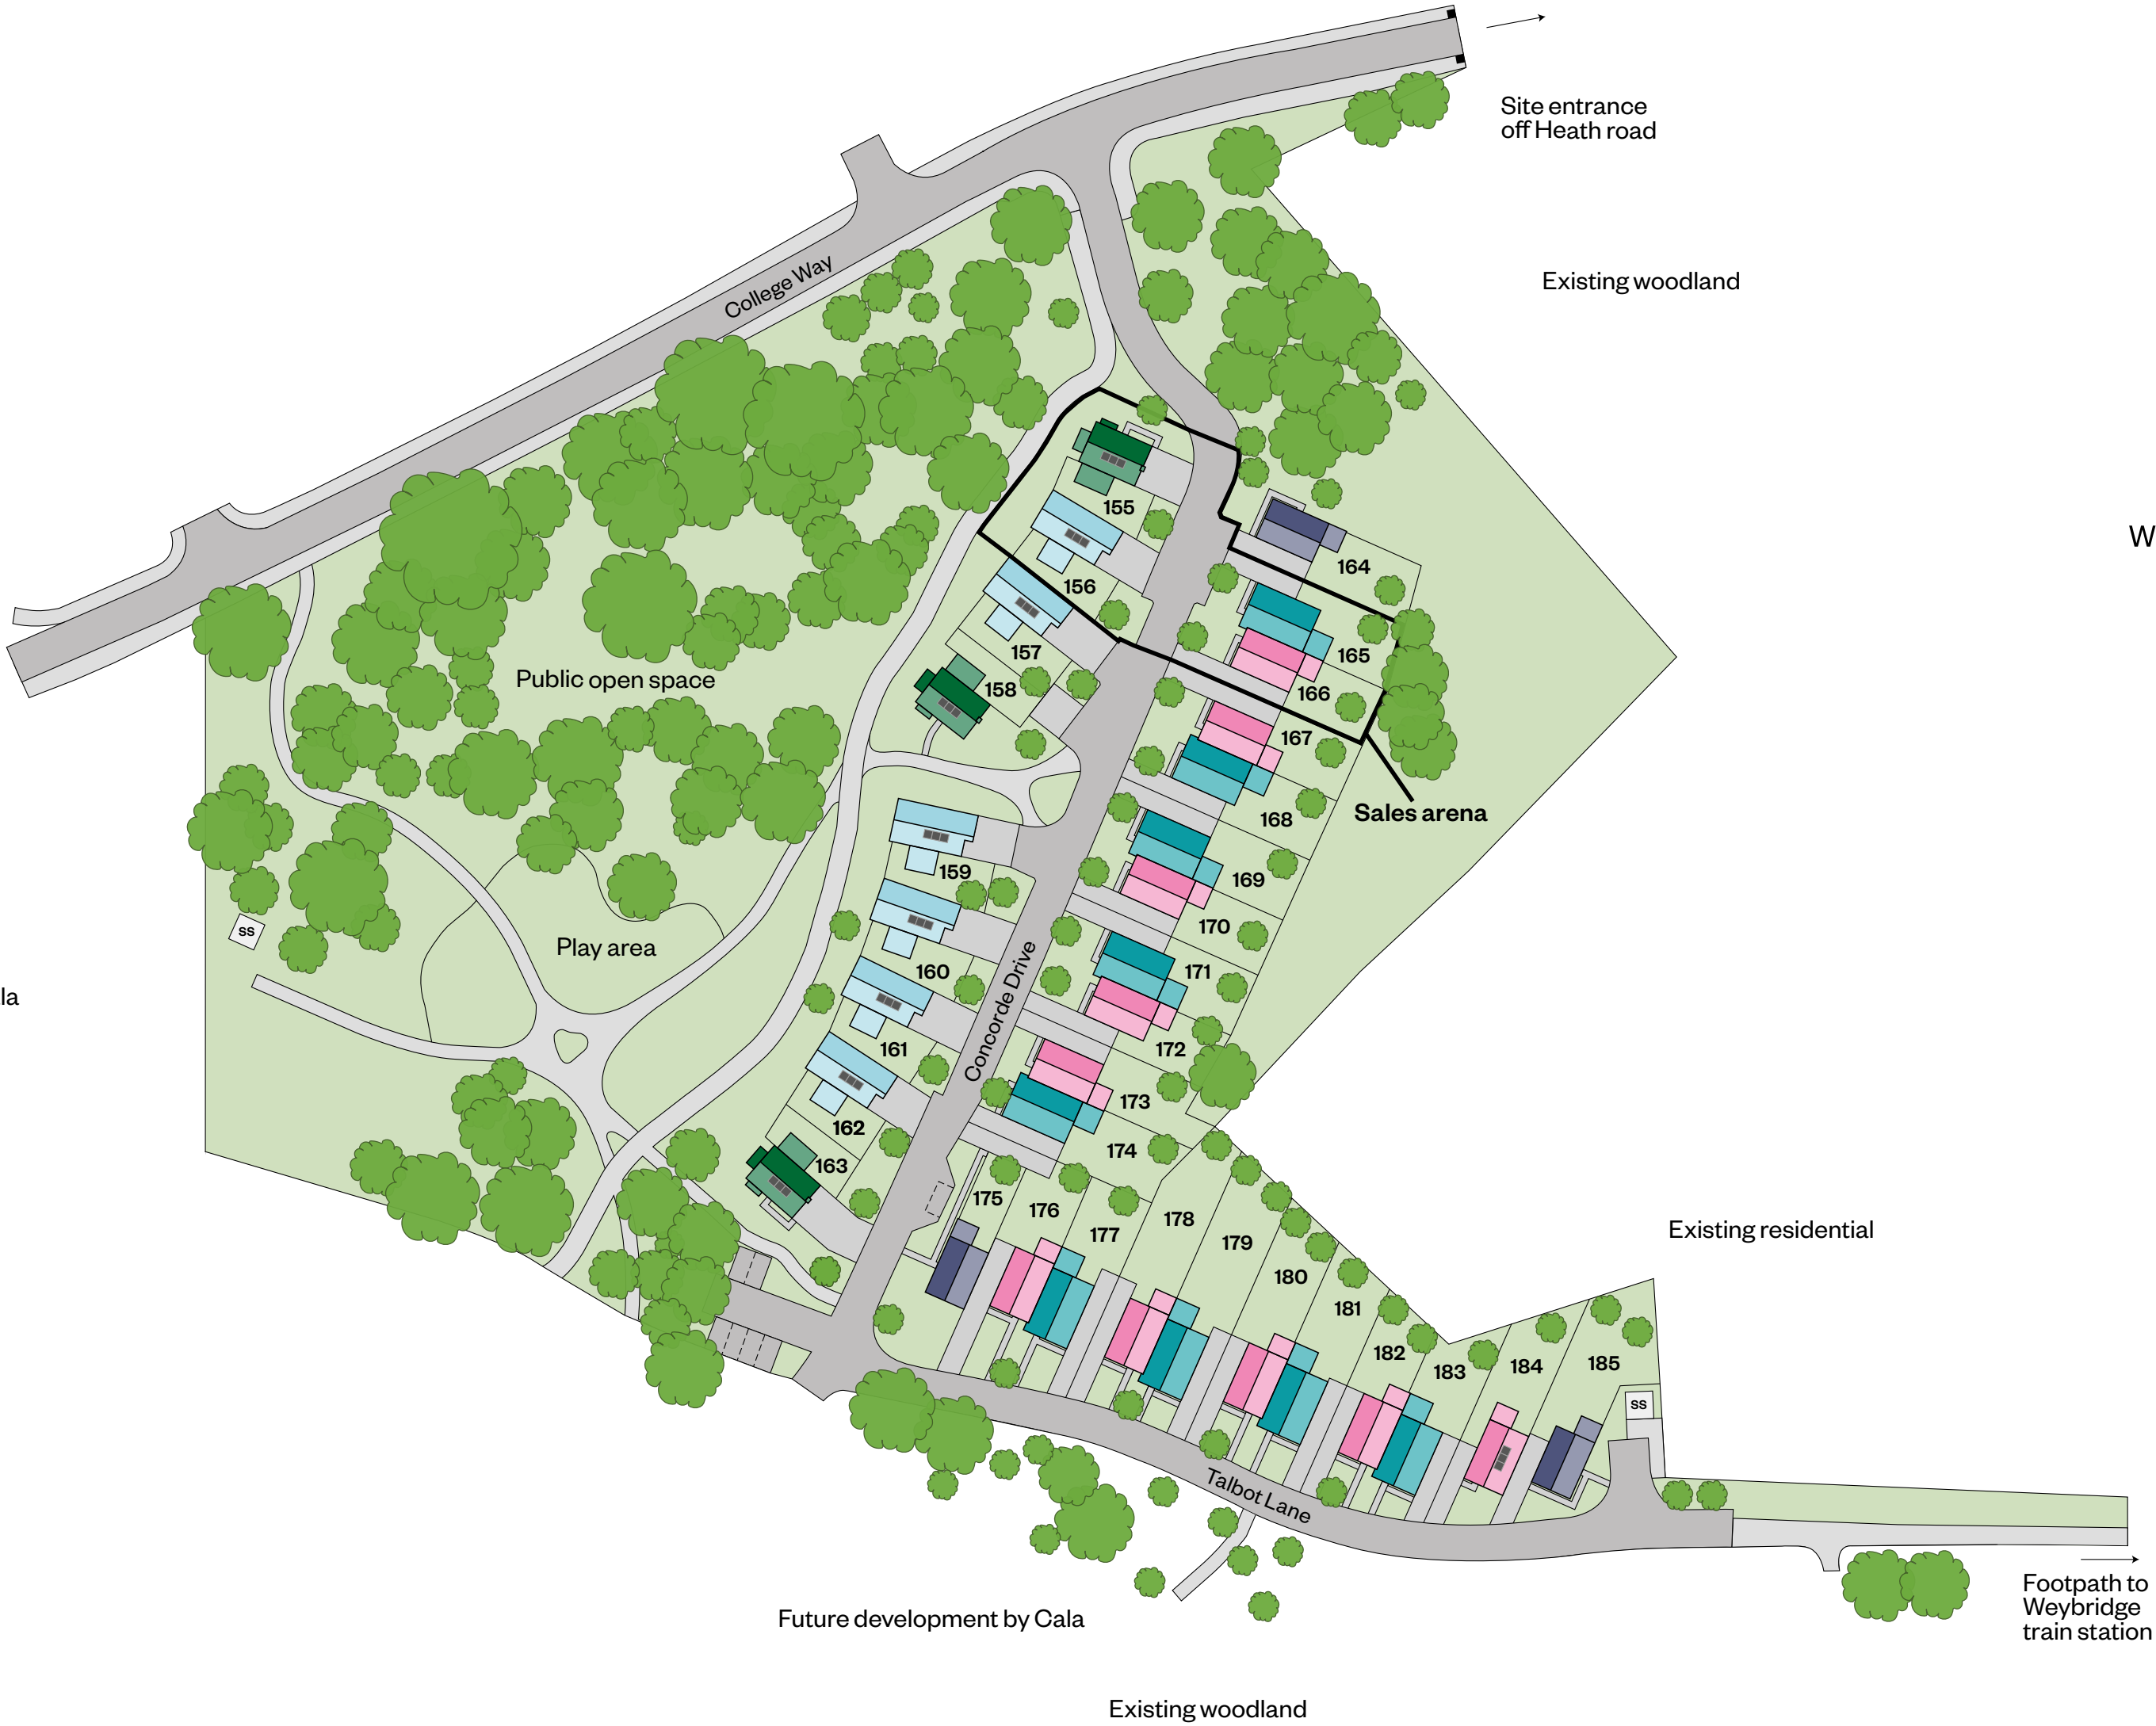 Site entrance
off Heath road
Existing woodland
College Way
W
155
164
156
165
157
Public open space
158
166
167
Sales arena
168
159
169
170
ss
Play area
160
171
la
Concorde Drive
161
172
173
162
174
163
175
176
177
178
179
Existing residential
180
181
182
183
184
185
ss
Talbot Lane
Footpath to
Weybridge
train station
Future development by Cala
Existing woodland